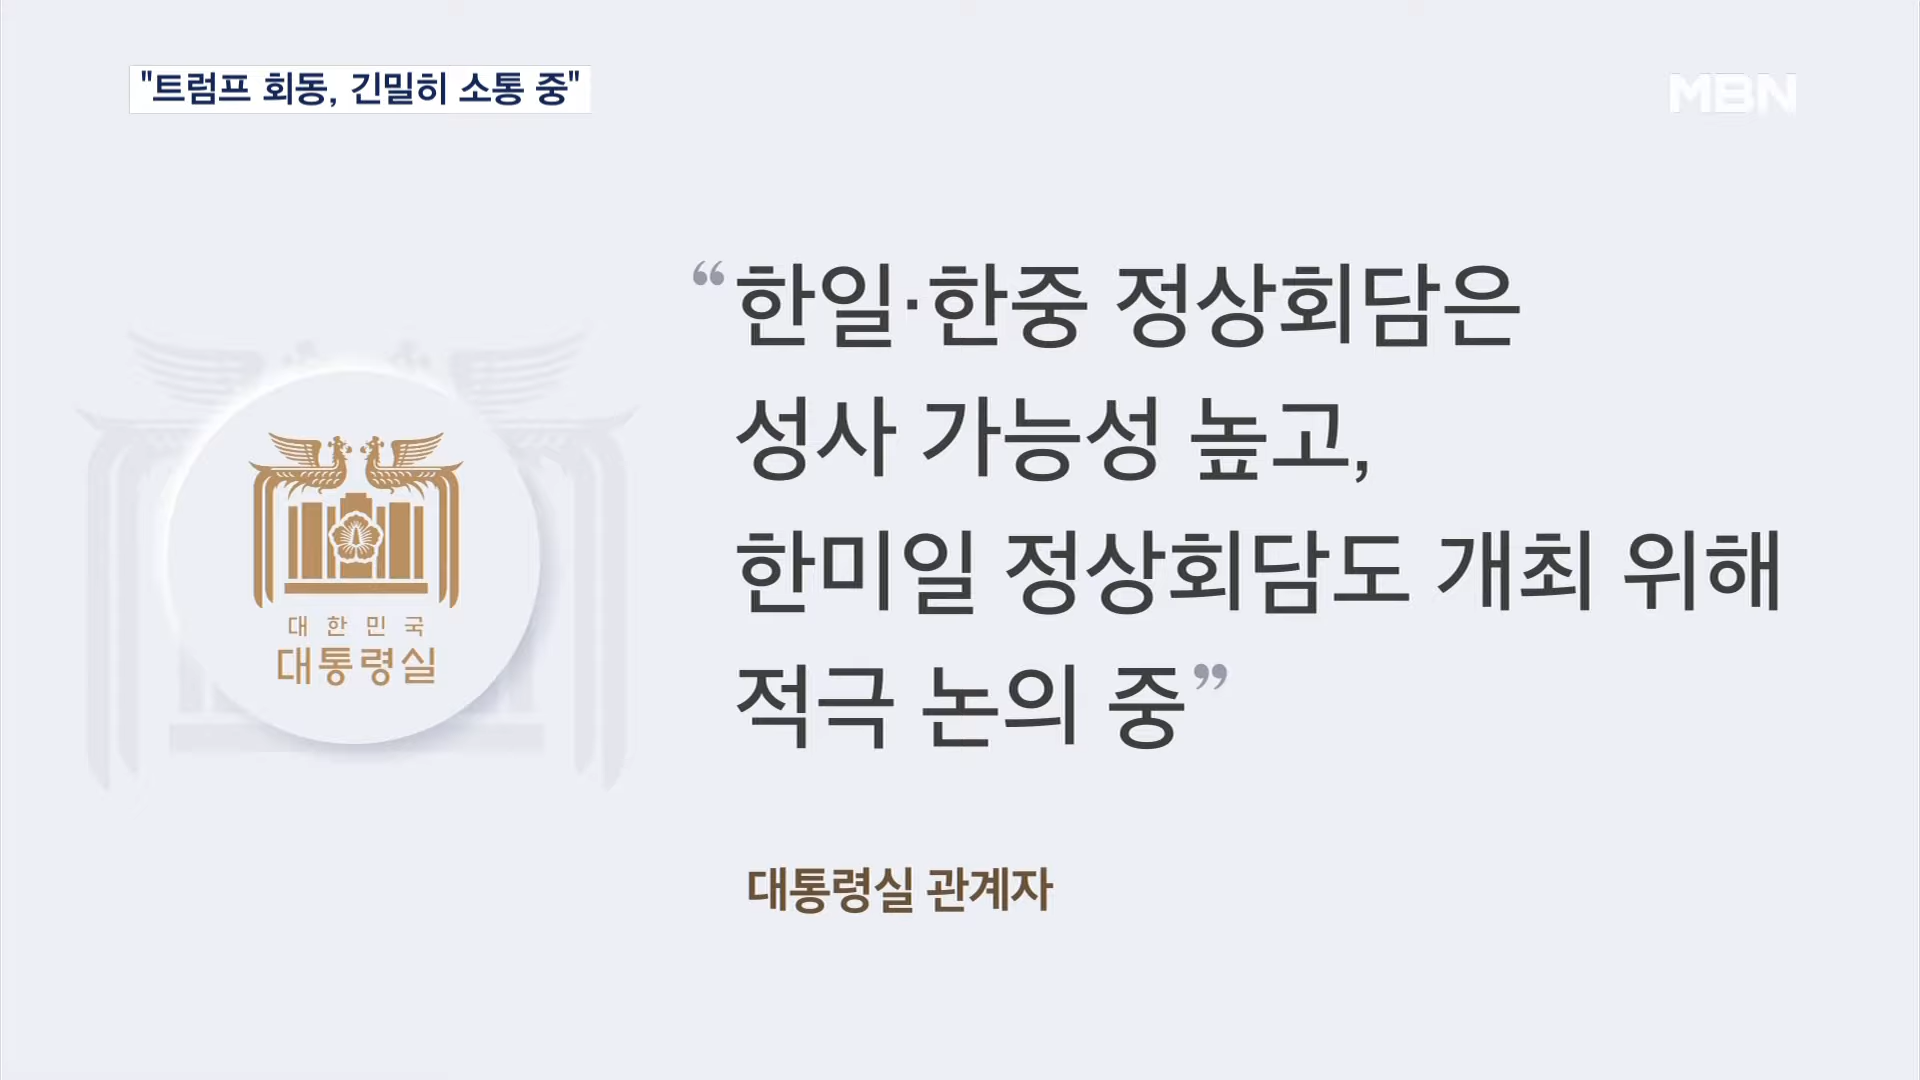 "트럼프 회동, 긴밀히 소통 중"
MBN
“한일·한중 정상회담은
성사 가능성 높고,
한미일 정상회담도 개최 위해
적극 논의 중”
대한민국
대통령실
대통령실 관계자